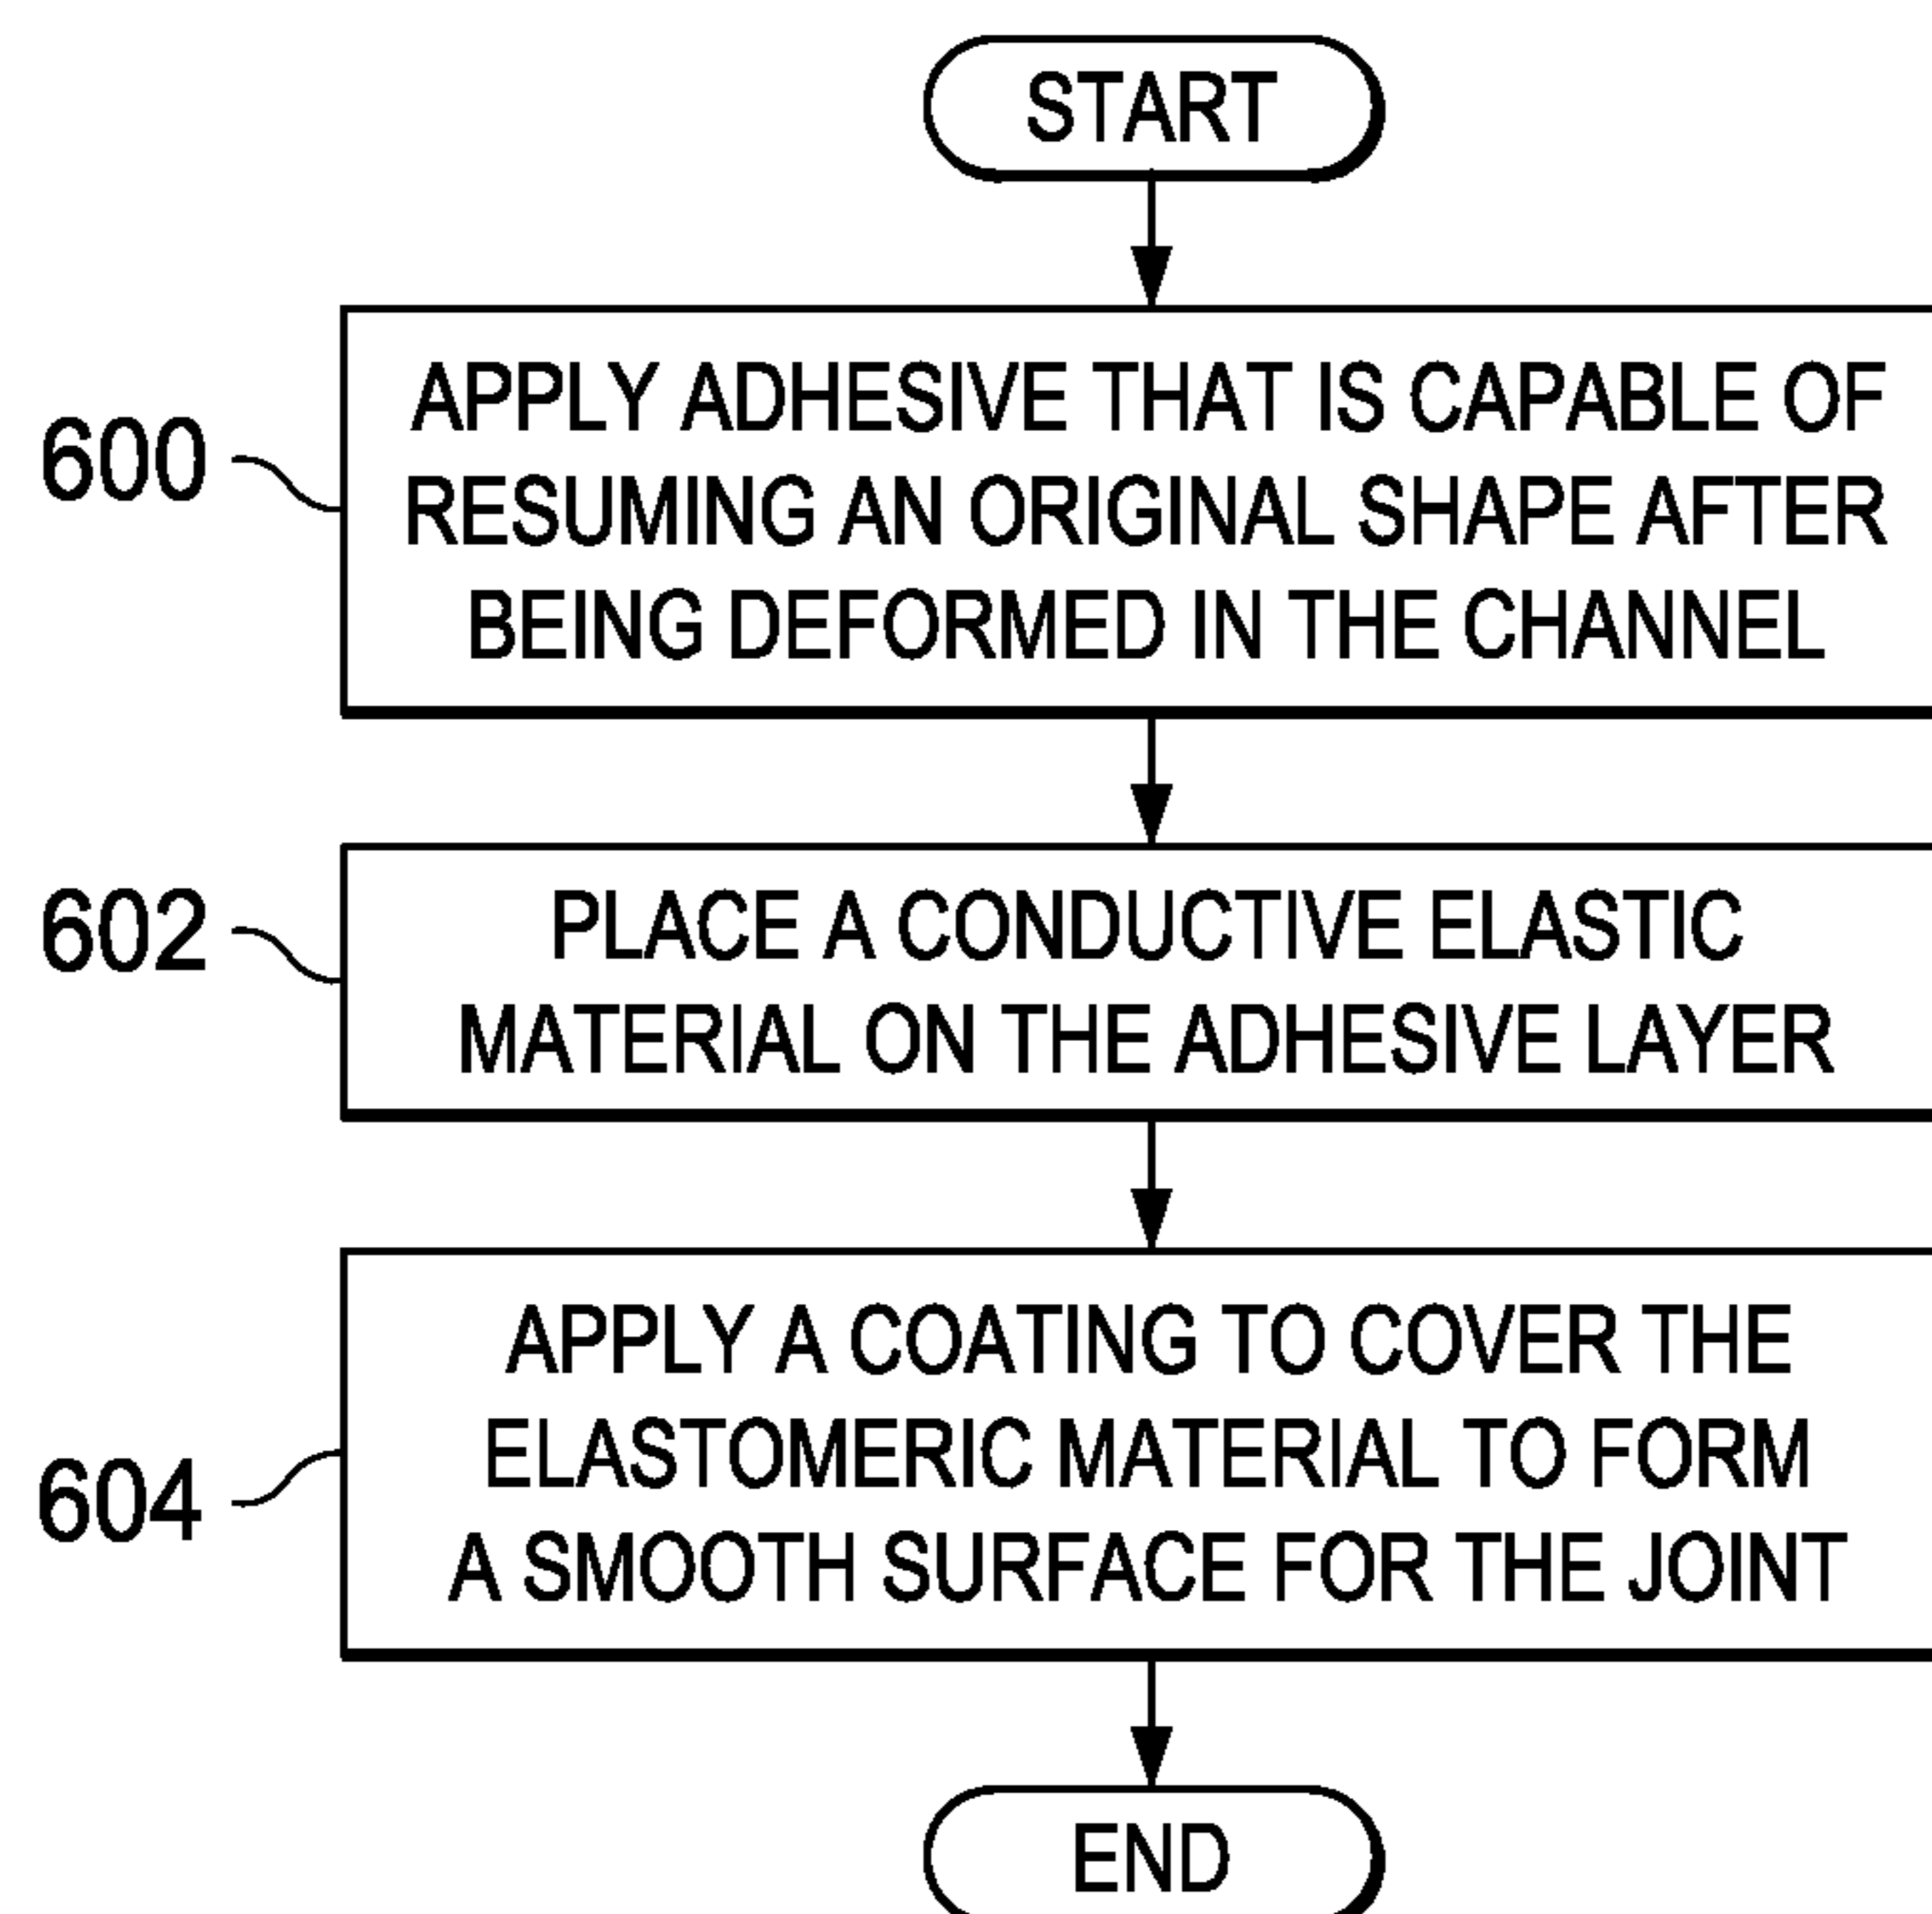 START
600
APPLY ADHESIVE THAT IS CAPABLE OF
RESUMING AN ORIGINAL SHAPE AFTER
BEING DEFORMED IN THE CHANNEL
602
PLACE A CONDUCTIVE ELASTIC
MATERIAL ON THE ADHESIVE LAYER
604
APPLY A COATING TO COVER THE
ELASTOMERIC MATERIAL TO FORM
A SMOOTH SURFACE FOR THE JOINT
END